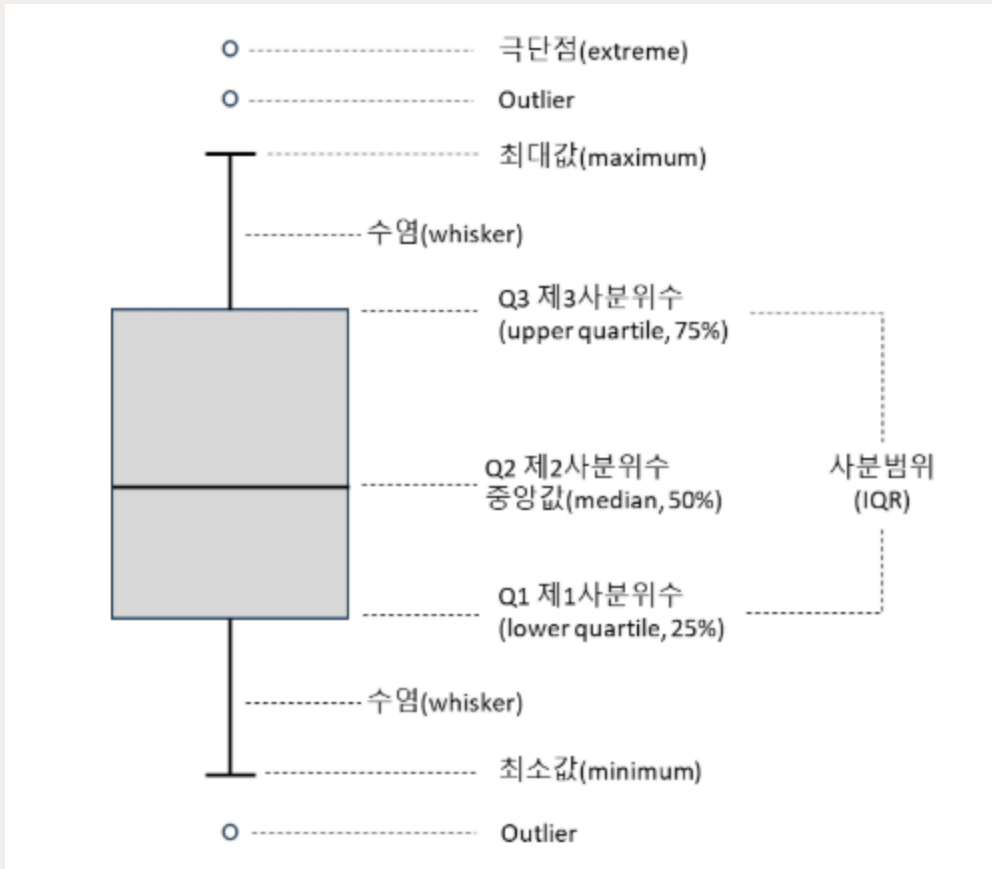 극단점(extreme)
Outlier
최대값(maximum)
수염(whisker)
Q3 제3사분위수
(upper quartile, 75%)
Q2 제2사분위수
중앙값(median, 50%)
사분범위
(IQR)
Q1 제1사분위수
(lower quartile, 25%)
수염(whisker)
최소값(minimum)
Outlier